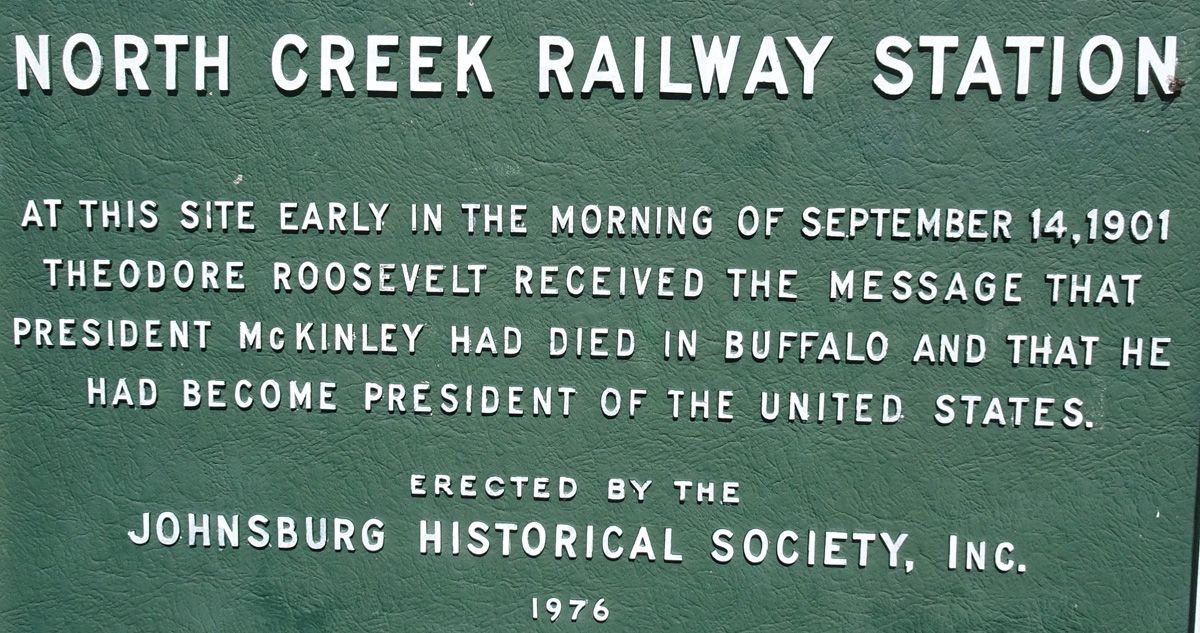 NORTH CREEK RAILWAY STATION
AT THIS SITE EARLY IN THE MORNING OF SEPTEMBER 14,1901
THEODORE ROOSEVELT RECEIVED THE MESSAGE THAT
PRESIDENT McKINLEY HAD DIED IN BUFFALO AND THAT HE
HAD BECOME PRESIDENT OF THE UNITED STATES.
ERECTED BY THE
JOHNSBURG HISTORICAL SOCIETY, INC.
1976